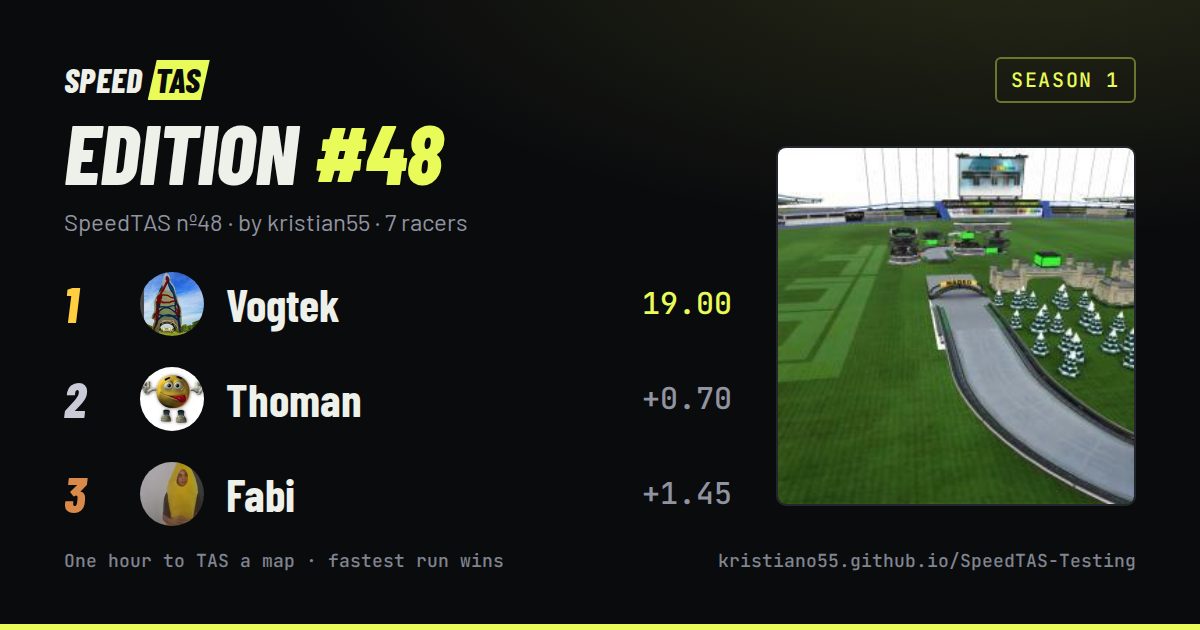 SPEED TAS
SEASON 1
EDITION #48
SpeedTAS nº48 · by kristian55 · 7 racers
1 Vogtek 19.00
2 Thoman +0.70
3 Fabi +1.45
One hour to TAS a map · fastest run wins
kristiano55.github.io/SpeedTAS-Testing